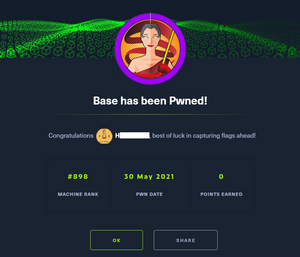 Base has been Pwned!
Congratulations H, best of luck in capturing flags ahead!
#898 30 May 2021 0
MACHINE RANK PWN DATE POINTS EARNED
OK SHARE